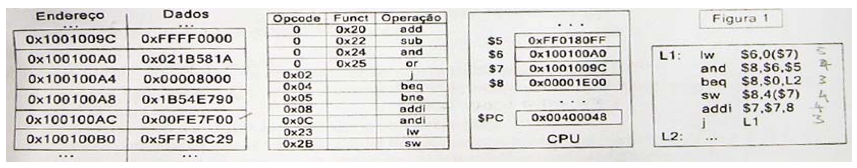 Endereço Dados
... ...
0x1001009C 0xFFFF0000
0x100100A0 0x021B581A
0x100100A4 0x00008000
0x100100A8 0x1B54E790
0x100100AC 0x00FE7F00
0x100100B0 0x5FF38C29
... ...
Opcode Funct Operação
0 0x20 add
0 0x22 sub
0 0x24 and
0 0x25 or
0x02 j
0x04 beq
0x05 bne
0x08 addi
0x0C andi
0x23 lw
0x2B sw
...
$5 0xFF0180FF
$6 0x100100A0
$7 0x1001009C
$8 0x00001E00
...
$PC 0x00400048
CPU
Figura 1
L1: lw $6,0($7) 5
and $8,$6,$5 4
beq $8,$0,L2 3
sw $8,4($7) 4
addi $7,$7,8 4
j L1 3
L2: ...